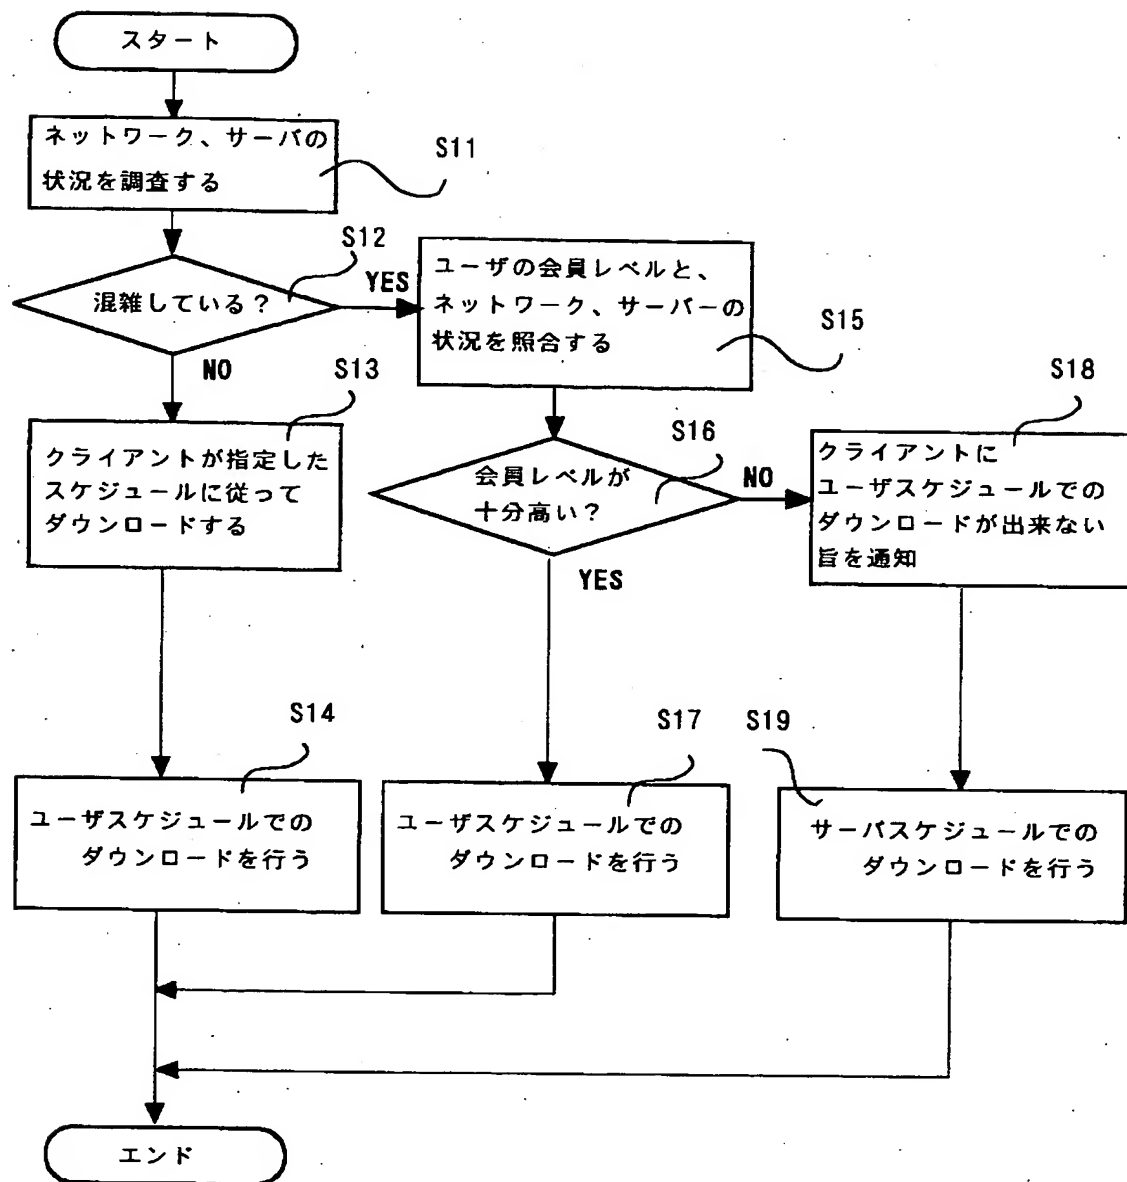 スタート
ネットワーク、サーバの
状況を調査する
S11
S12
混雑している?
YES
NO
ユーザの会員レベルと、
ネットワーク、サーバーの
状況を照合する
S15
S13
クライアントが指定した
スケジュールに従って
ダウンロードする
S16
会員レベルが
十分高い?
NO
YES
S18
クライアントに
ユーザスケジュールでの
ダウンロードが出来ない
旨を通知
S14
ユーザスケジュールでの
ダウンロードを行う
S17
ユーザスケジュールでの
ダウンロードを行う
S19
サーバスケジュールでの
ダウンロードを行う
エンド